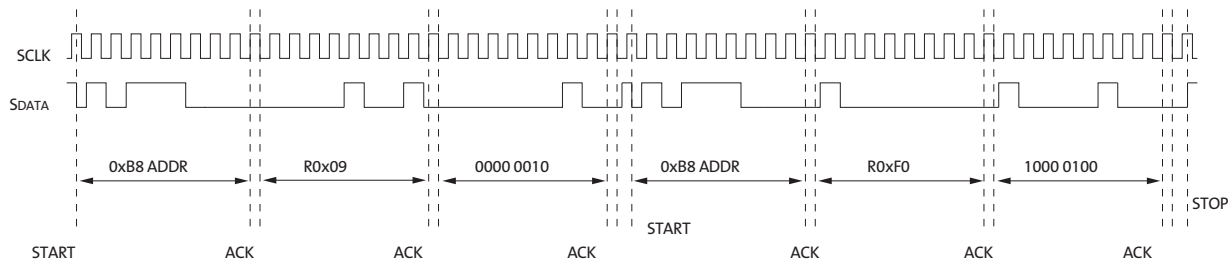 SCLK
SDATA
0xB8 ADDR R0x09 0000 0010 0xB8 ADDR R0xF0 1000 0100
STOP
START
START ACK ACK ACK ACK ACK ACK